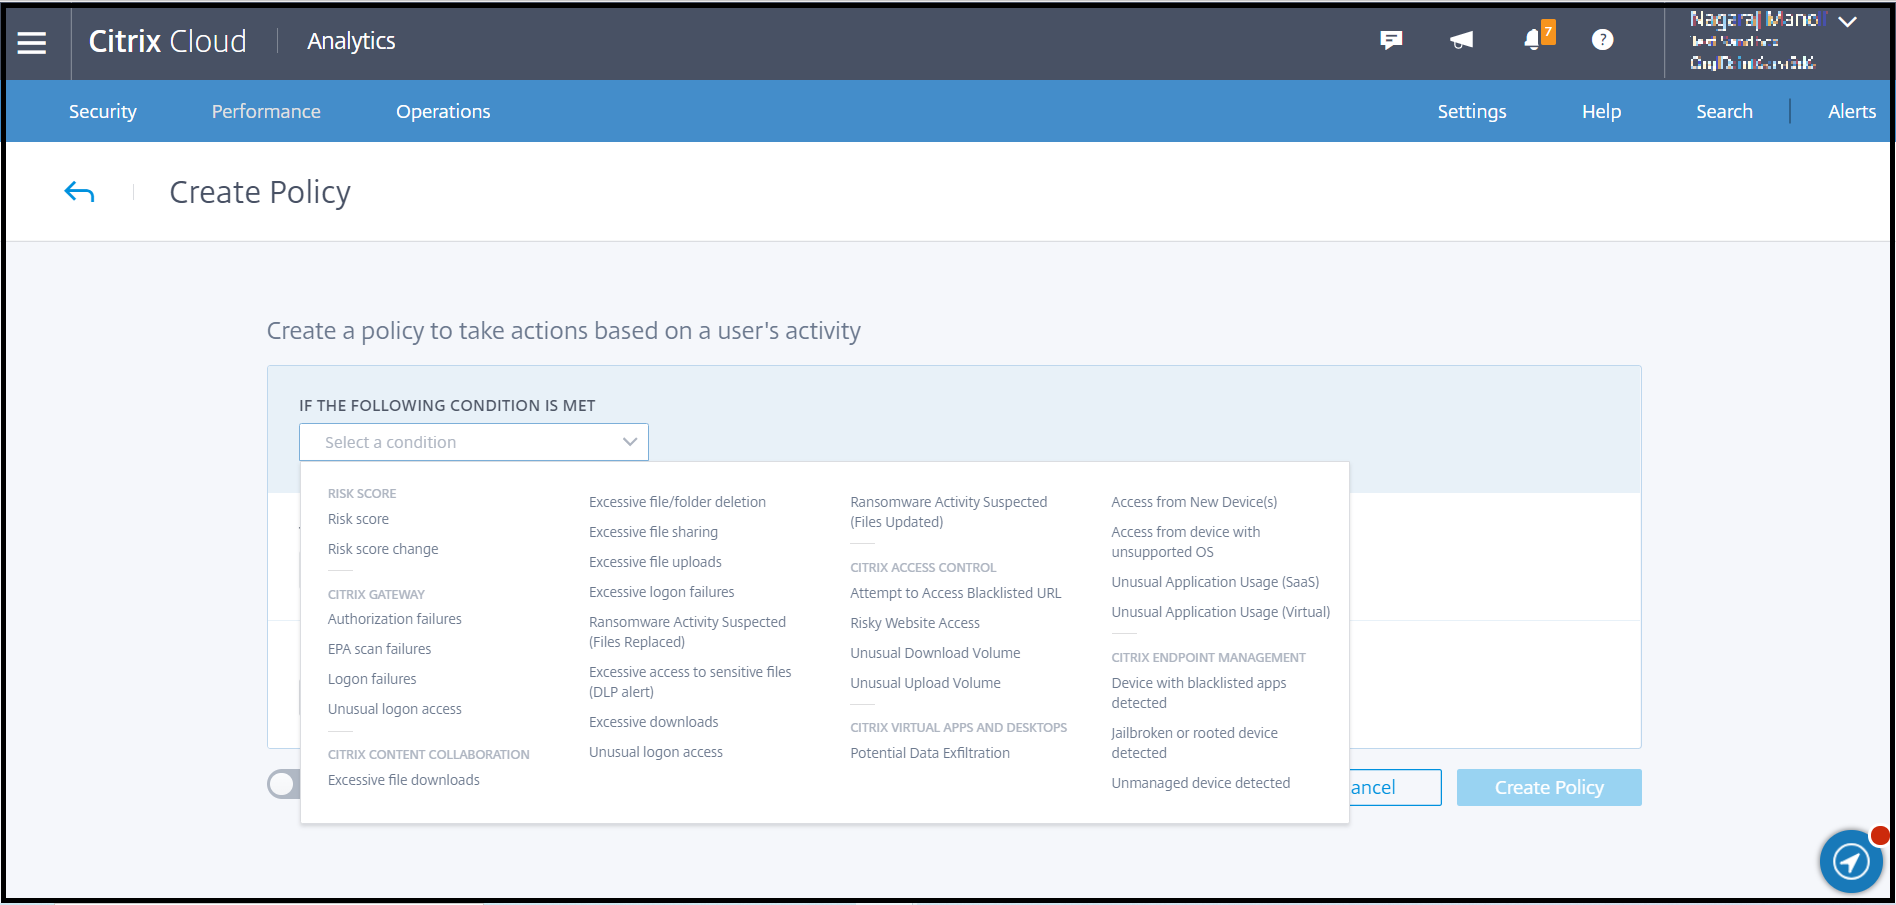 Citrix Cloud
Analytics
7
?
Security
Performance
Operations
Settings
Help
Search
Alerts
Create Policy
Create a policy to take actions based on a user's activity
IF THE FOLLOWING CONDITION IS MET
Select a condition
RISK SCORE
Risk score
Risk score change
CITRIX GATEWAY
Authorization failures
EPA scan failures
Logon failures
Unusual logon access
CITRIX CONTENT COLLABORATION
Excessive file downloads
Excessive file/folder deletion
Excessive file sharing
Excessive file uploads
Excessive logon failures
Ransomware Activity Suspected
(Files Replaced)
Excessive access to sensitive files
(DLP alert)
Excessive downloads
Unusual logon access
Ransomware Activity Suspected
(Files Updated)
CITRIX ACCESS CONTROL
Attempt to Access Blacklisted URL
Risky Website Access
Unusual Download Volume
Unusual Upload Volume
CITRIX VIRTUAL APPS AND DESKTOPS
Potential Data Exfiltration
Access from New Device(s)
Access from device with
unsupported OS
Unusual Application Usage (SaaS)
Unusual Application Usage (Virtual)
CITRIX ENDPOINT MANAGEMENT
Device with blacklisted apps
detected
Jailbroken or rooted device
detected
Unmanaged device detected
ancel
Create Policy